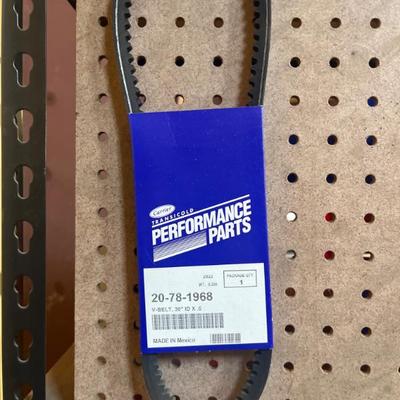 Carrier
TRANSICOLD
PERFORMANCE
PARTS
PACKAGE QTY
1
20-78-1968
V-BELT, 36" ID X .5
MADE IN Mexico